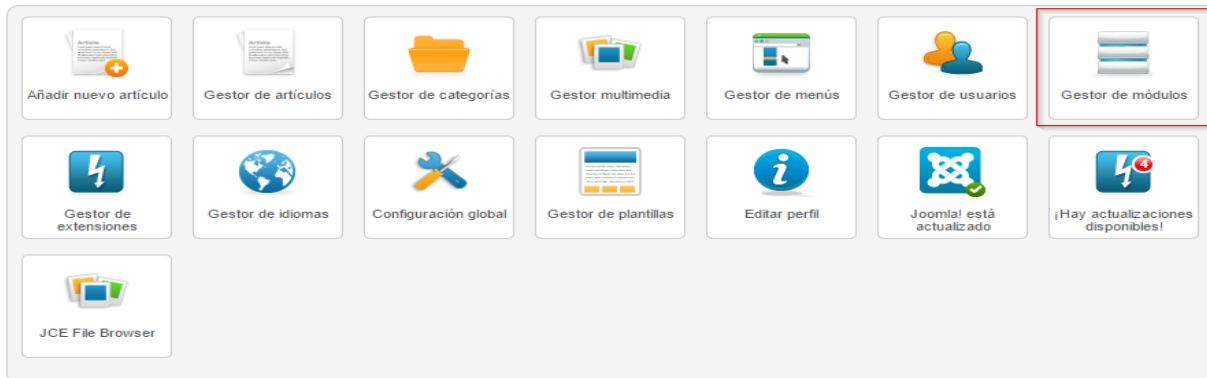 Añadir nuevo artículo
Gestor de artículos
Gestor de categorías
Gestor multimedia
Gestor de menús
Gestor de usuarios
Gestor de módulos
Gestor de
extensiones
Gestor de idiomas
Configuración global
Gestor de plantillas
Editar perfil
Joomla! está
actualizado
4
¡Hay actualizaciones
disponibles!
JCE File Browser